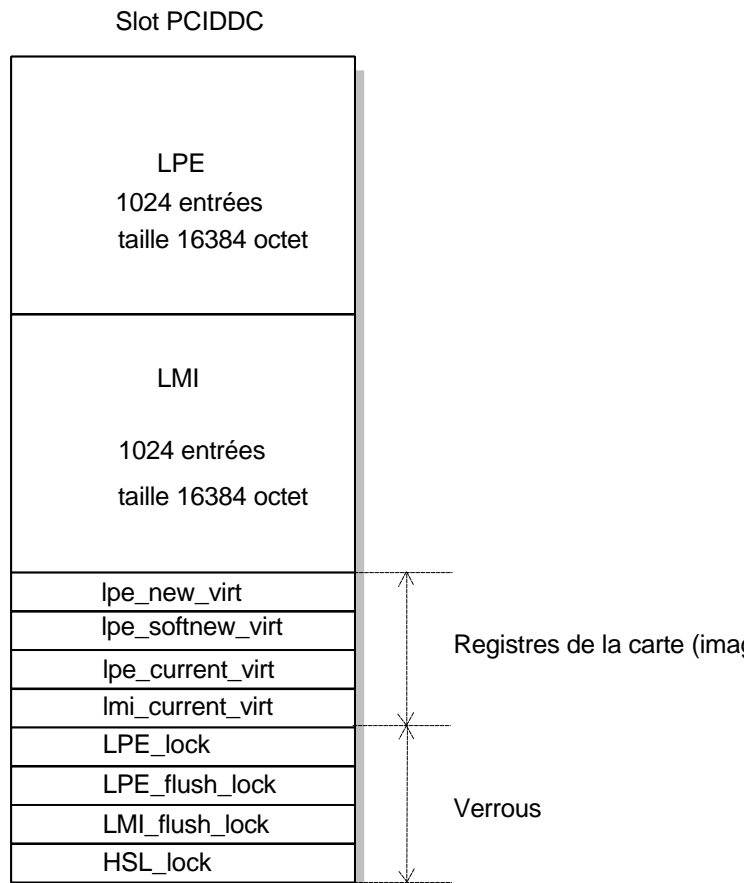 Slot PCIDDC
LPE
1024 entrées
taille 16384 octet
LMI
1024 entrées
taille 16384 octet
lpe_new_virt
lpe_softnew_virt
lpe_current_virt
lmi_current_virt
Registres de la carte
LPE_lock
LPE_flush_lock
LMI_flush_lock
HSL_lock
Verrous